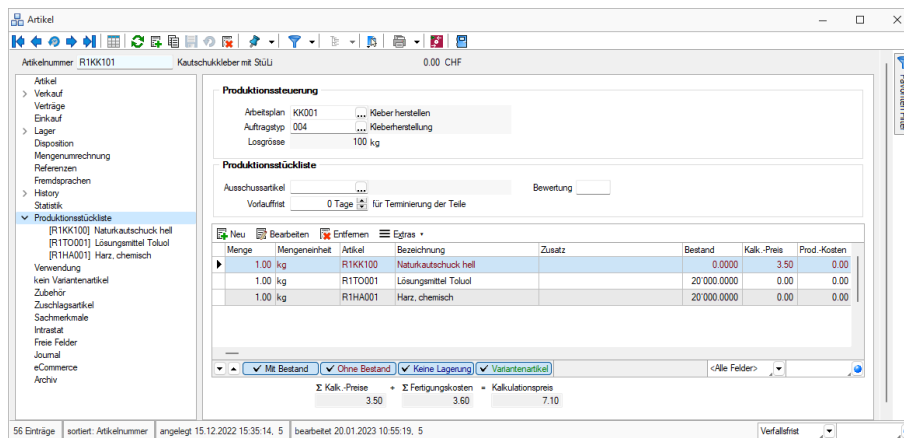 Artikel
Artikelnummer R1KK101 Kautschukkleber mit StüLi 0.00 CHF
Favoriten Filter
Artikel
Verkauf
Verträge
Einkauf
Lager
Disposition
Mengenumrechnung
Referenzen
Fremdsprachen
History
Statistik
Produktionsstückliste
[R1KK100] Naturkautschuck hell
[R1TO001] Lösungsmittel Toluol
[R1HA001] Harz, chemisch
Verwendung
kein Variantenartikel
Zubehör
Zuschlagsartikel
Sachmerkmale
Intrastat
Freie Felder
Journal
eCommerce
Archiv
Produktionssteuerung
Arbeitsplan KK001 ... Kleber herstellen
Auftragstyp 004 ... Kleberherstellung
Losgrösse 100 kg
Produktionsstückliste
Ausschussartikel ... Bewertung
Vorlauffrist 0 Tage für Terminierung der Teile
Neu Bearbeiten Entfernen Extras
Menge Mengeneinheit Artikel Bezeichnung Zusatz Bestand Kalk.-Preis Prod.-Kosten
1.00 kg R1KK100 Naturkautschuck hell 0.0000 3.50 0.00
1.00 kg R1TO001 Lösungsmittel Toluol 20'000.0000 0.00 0.00
1.00 kg R1HA001 Harz, chemisch 20'000.0000 0.00 0.00
Mit Bestand Ohne Bestand Keine Lagerung Variantenartikel <Alle Felder>
Σ Kalk.-Preise + Σ Fertigungskosten = Kalkulationspreis
3.50 3.60 7.10
56 Einträge sortiert: Artikelnummer angelegt 15.12.2022 15:35:14, 5 bearbeitet 20.01.2023 10:55:19, 5 Verfallsfrist